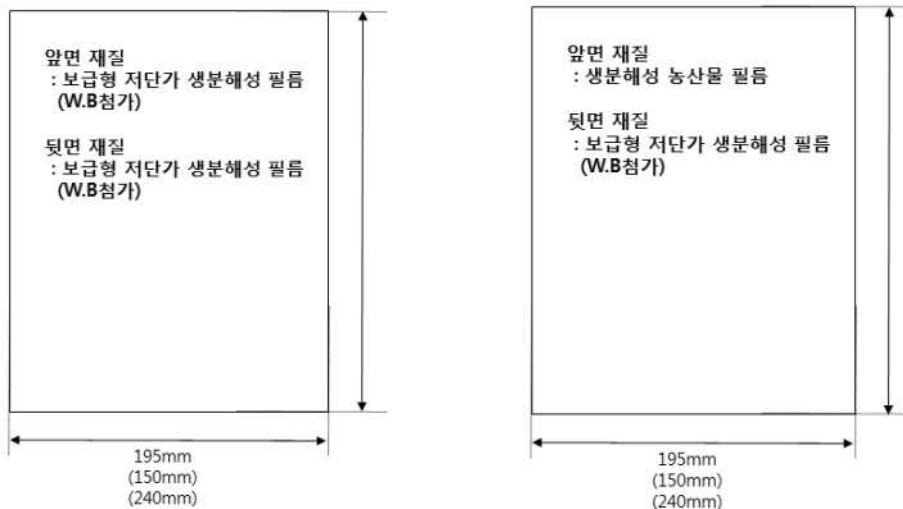 앞면 재질
: 보급형 저단가 생분해성 필름
(W.B첨가)
뒷면 재질
: 보급형 저단가 생분해성 필름
(W.B첨가)
195mm
(150mm)
(240mm)
앞면 재질
: 생분해성 농산물 필름
뒷면 재질
: 보급형 저단가 생분해성 필름
(W.B첨가)
195mm
(150mm)
(240mm)